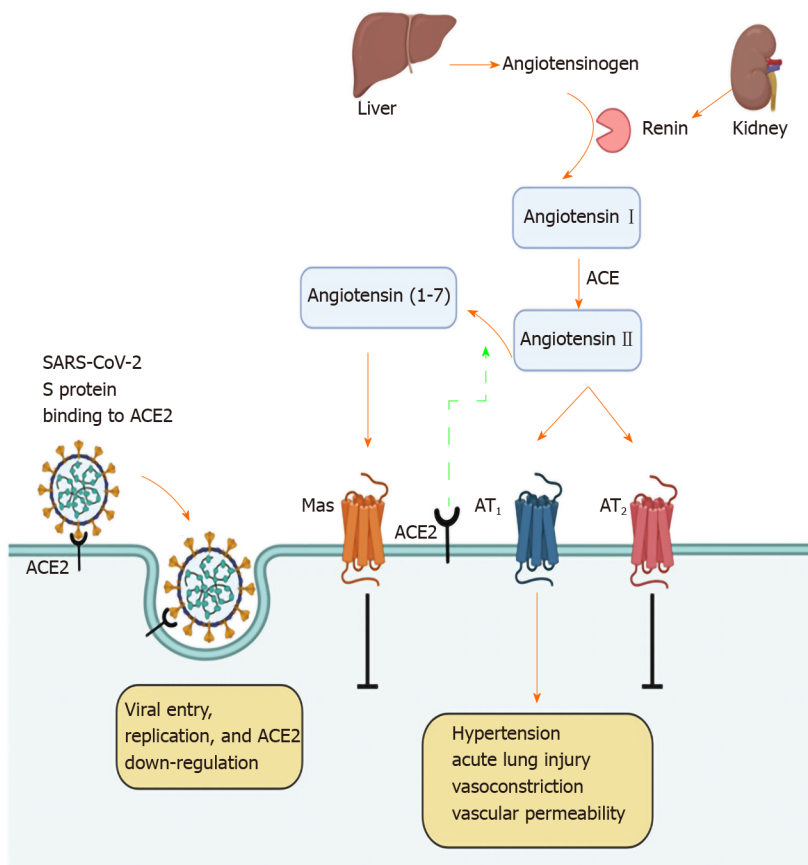 Liver
Angiotensinogen
Renin
Kidney
Angiotensin Ⅰ
ACE
Angiotensin (1-7)
Angiotensin Ⅱ
SARS-CoV-2
S protein
binding to ACE2
Mas
ACE2
AT₁
AT₂
ACE2
Viral entry,
replication, and ACE2
down-regulation
Hypertension
acute lung injury
vasoconstriction
vascular permeability